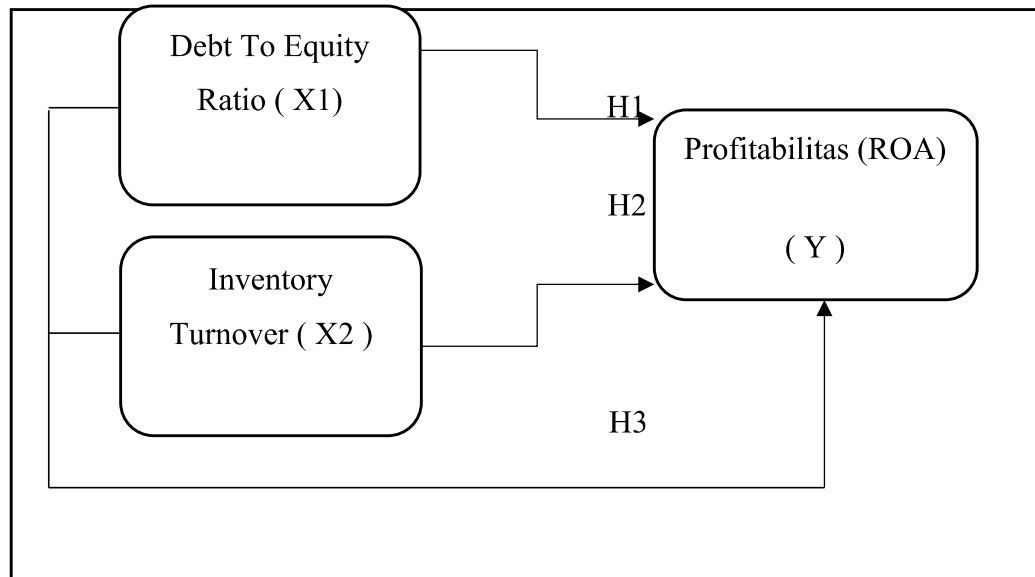 Debt To Equity
Ratio ( X1)
H1
Profitabilitas (ROA)
H2
( Y )
Inventory
Turnover ( X2 )
H3